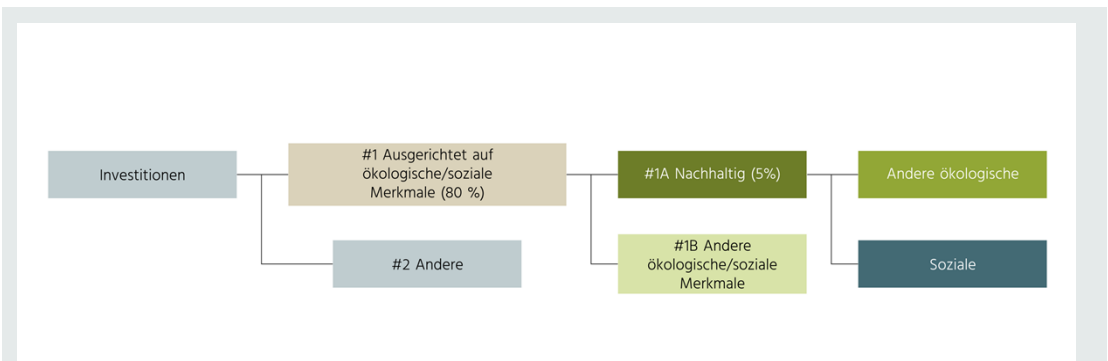 Investitionen
#1 Ausgerichtet auf
ökologische/soziale
Merkmale (80 %)
#1A Nachhaltig (5%)
Andere ökologische
#2 Andere
#1B Andere
ökologische/soziale
Merkmale
Soziale